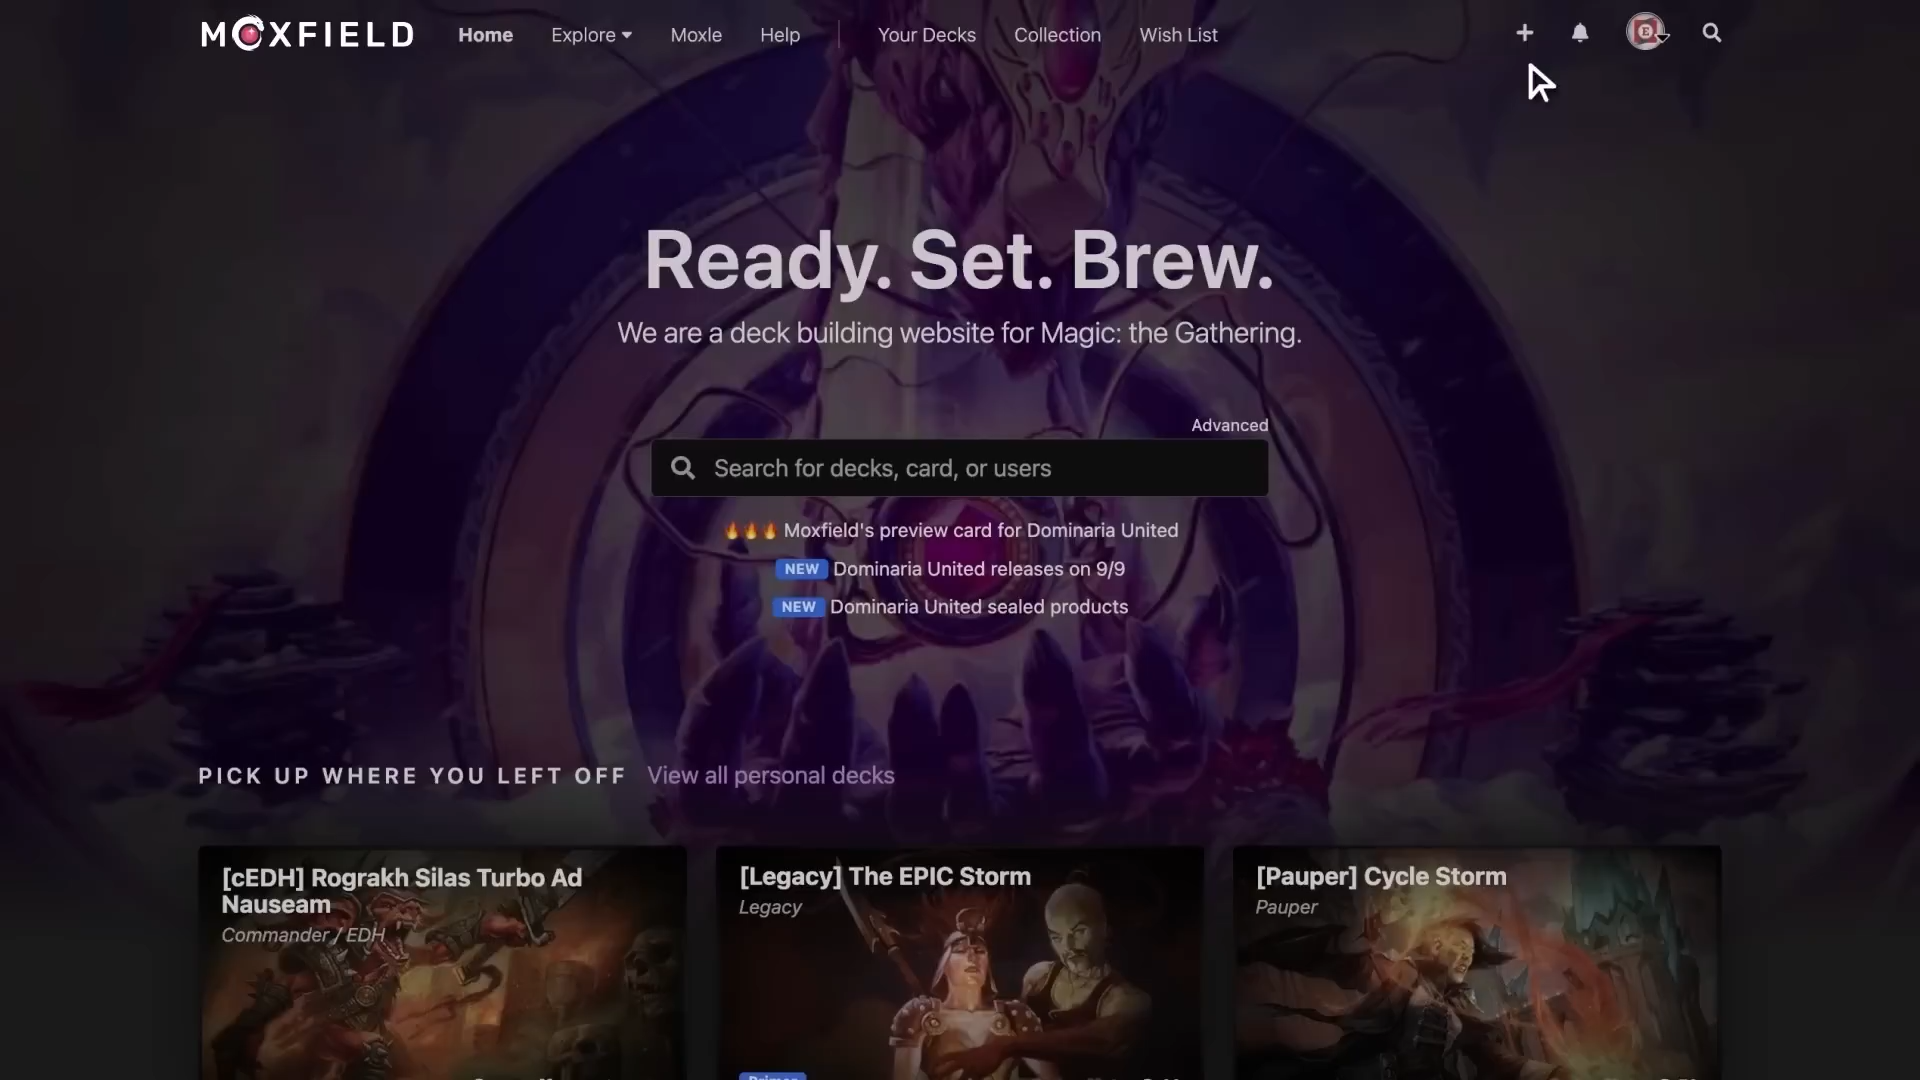 MOXFIELD Home Explore Moxle Help Your Decks Collection Wish List
Ready. Set. Brew.
We are a deck building website for Magic: the Gathering.
Advanced
Search for decks, card, or users
🔥🔥🔥 Moxfield's preview card for Dominaria United
NEW Dominaria United releases on 9/9
NEW Dominaria United sealed products
PICK UP WHERE YOU LEFT OFF View all personal decks
[cEDH] Rograkh Silas Turbo Ad
Nauseam
Commander / EDH
[Legacy] The EPIC Storm
Legacy
[Pauper] Cycle Storm
Pauper